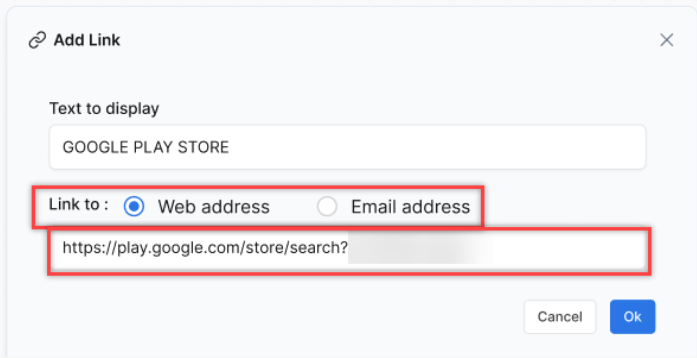 Add Link
Text to display
GOOGLE PLAY STORE
Link to : Web address Email address
https://play.google.com/store/search?
Cancel Ok